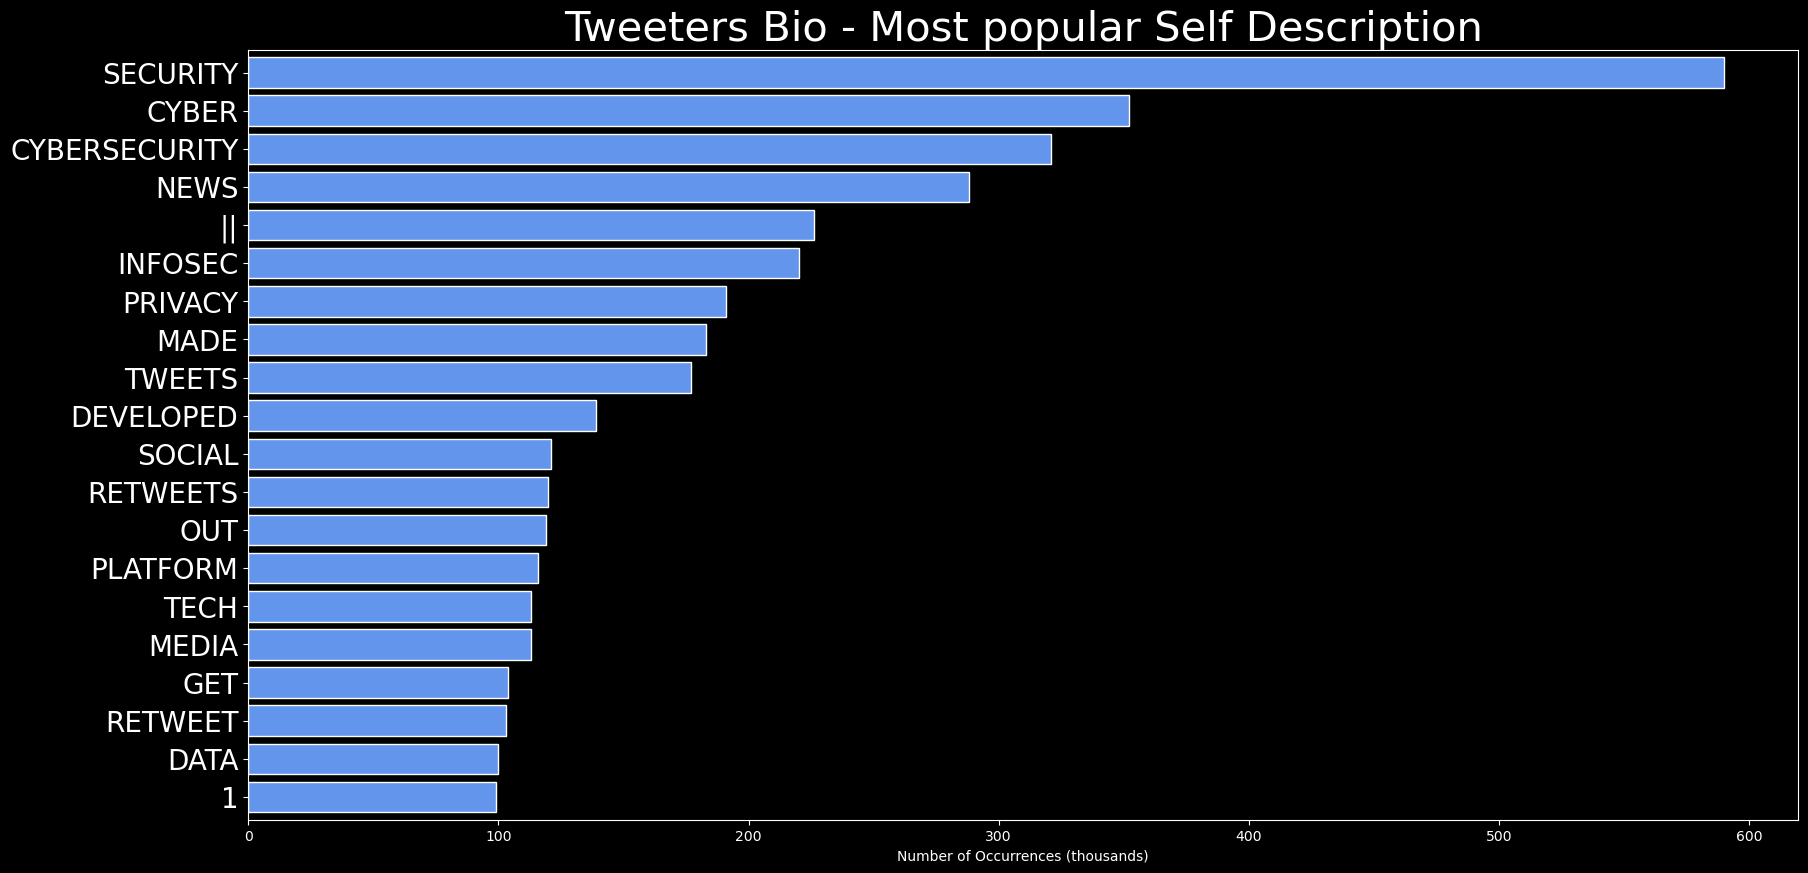 Tweeters Bio - Most popular Self Description
SECURITY
CYBER
CYBERSECURITY
NEWS
||
INFOSEC
PRIVACY
MADE
TWEETS
DEVELOPED
SOCIAL
RETWEETS
OUT
PLATFORM
TECH
MEDIA
GET
RETWEET
DATA
1
0 100 200 300 400 500 600
Number of Occurrences (thousands)